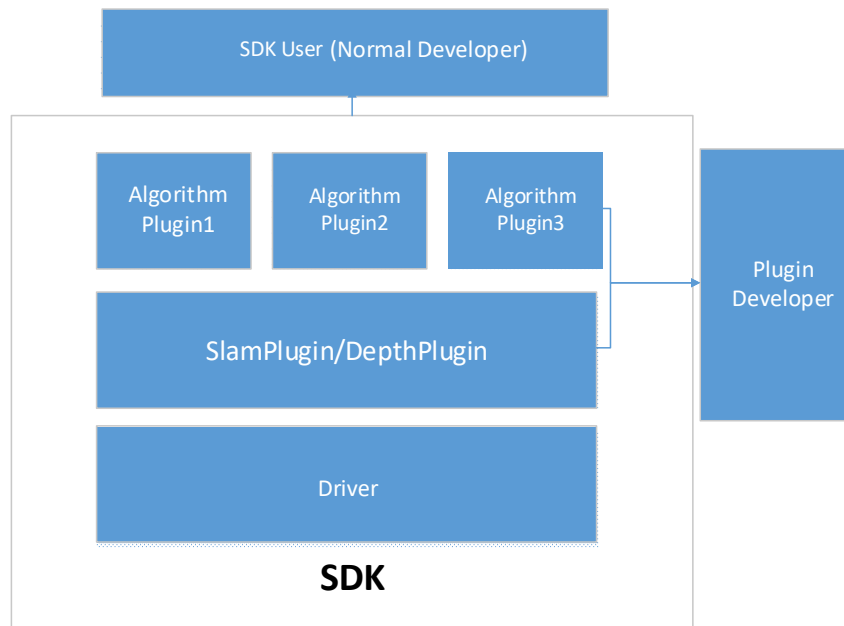 SDK User (Normal Developer)
Algorithm
Plugin1
Algorithm
Plugin2
Algorithm
Plugin3
Plugin
Developer
SlamPlugin/DepthPlugin
Driver
SDK